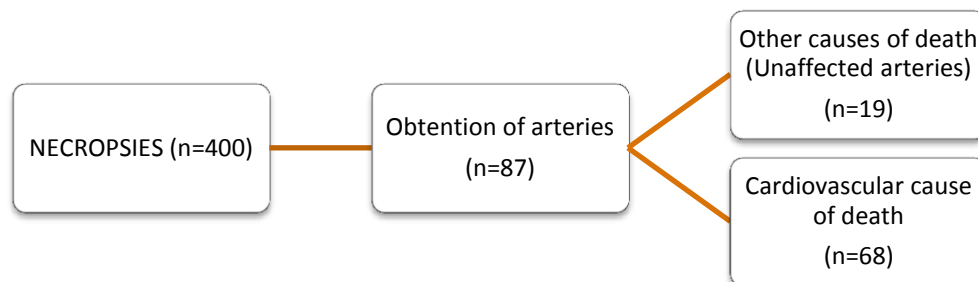 NECROPSIES (n=400)
Obtention of arteries
(n=87)
Other causes of death
(Unaffected arteries)
(n=19)
Cardiovascular cause
of death
(n=68)